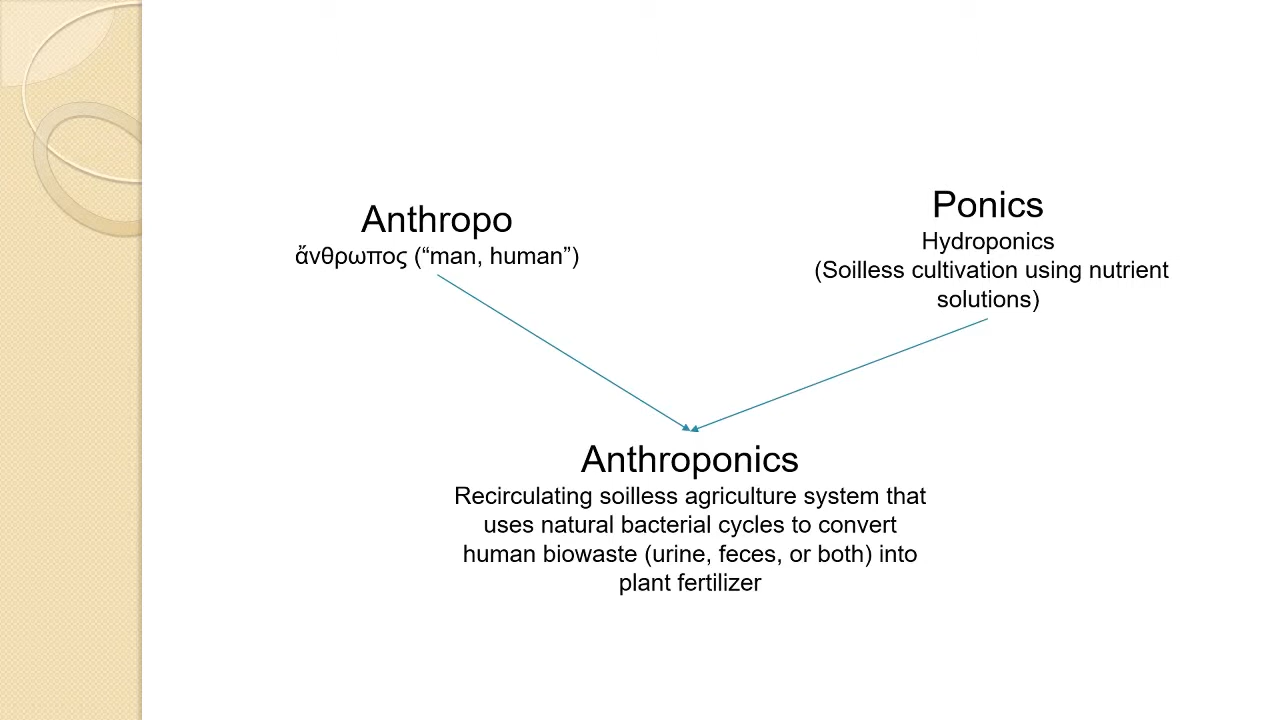 Anthropo
ἄνθρωπος (“man, human”)
Ponics
Hydroponics
(Soilless cultivation using nutrient
solutions)
Anthroponics
Recirculating soilless agriculture system that
uses natural bacterial cycles to convert
human biowaste (urine, feces, or both) into
plant fertilizer